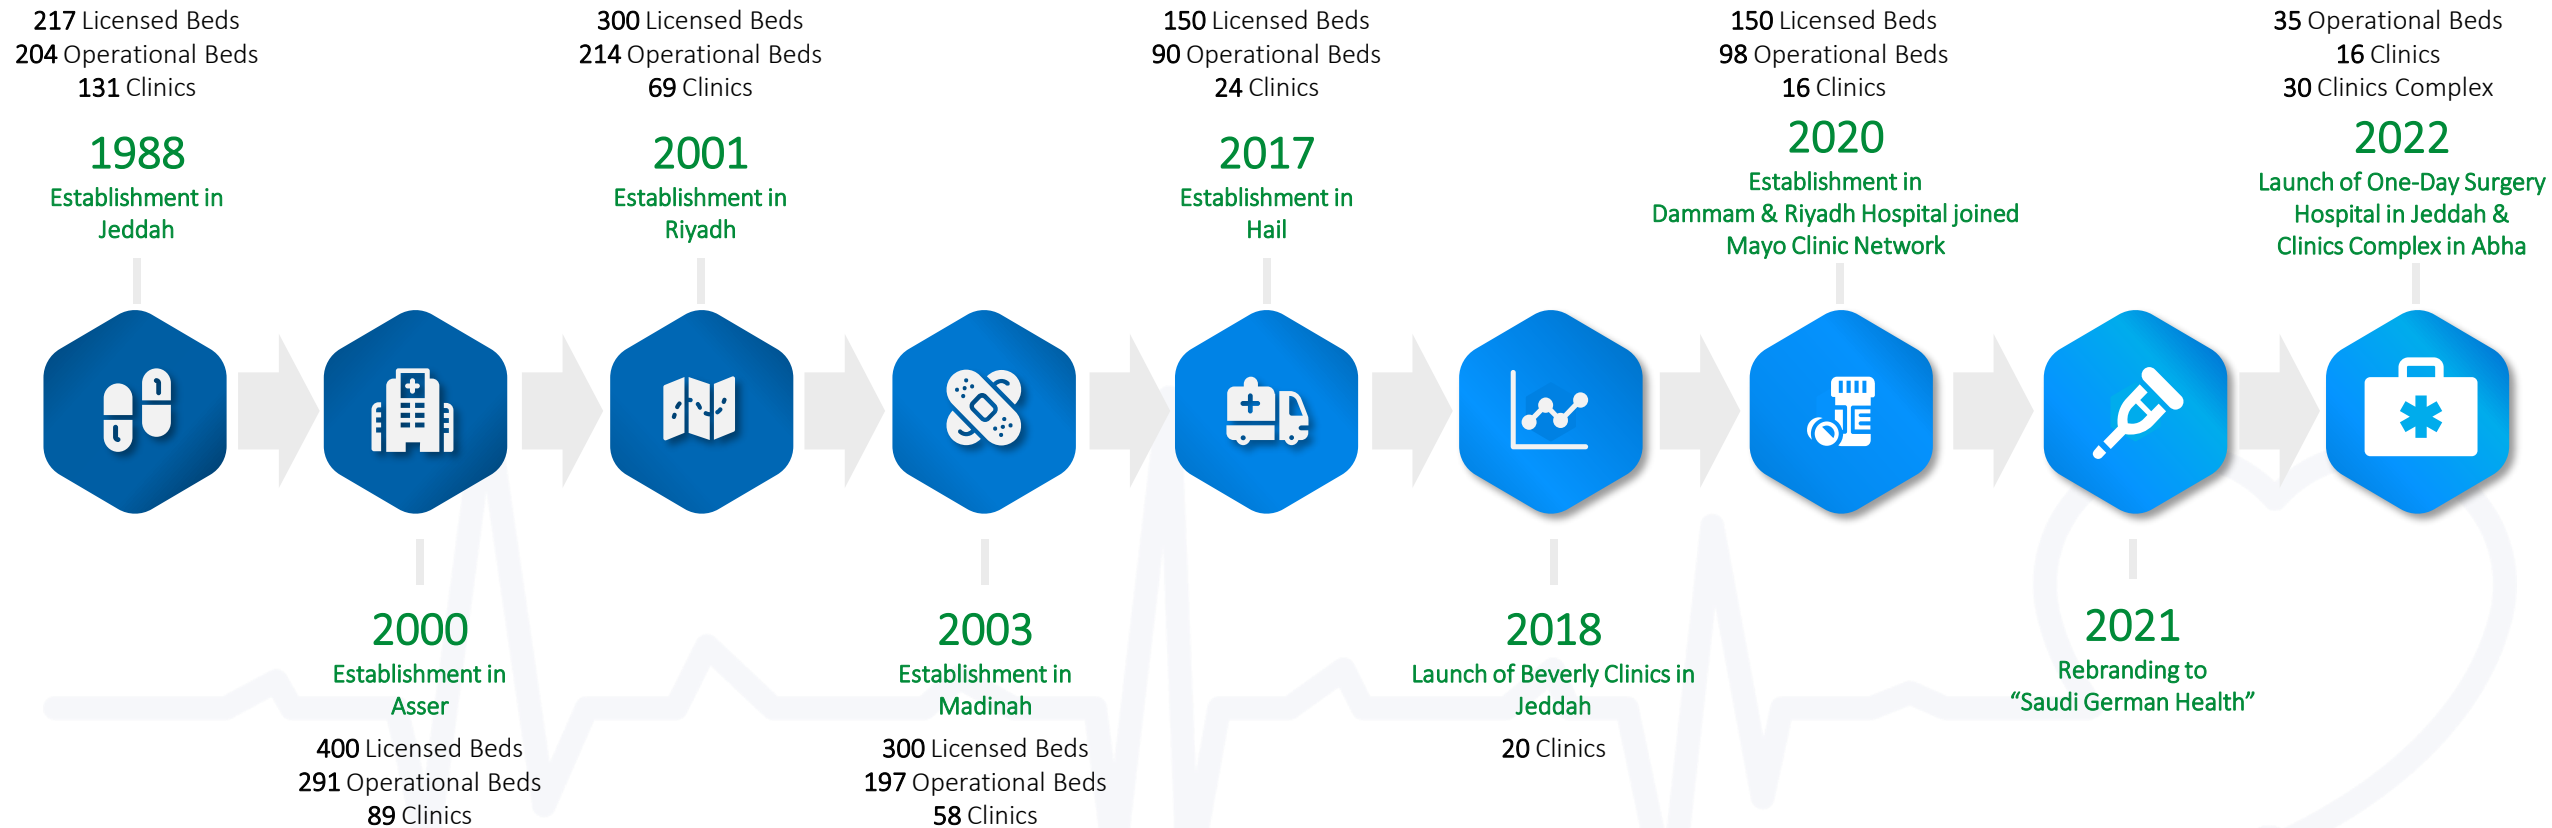 217 Licensed Beds
204 Operational Beds
131 Clinics
1988
Establishment in
Jeddah
2000
Establishment in
Asser
400 Licensed Beds
291 Operational Beds
89 Clinics
300 Licensed Beds
214 Operational Beds
69 Clinics
2001
Establishment in
Riyadh
2003
Establishment in
Madinah
300 Licensed Beds
197 Operational Beds
58 Clinics
150 Licensed Beds
90 Operational Beds
24 Clinics
2017
Establishment in
Hail
2018
Launch of Beverly Clinics in
Jeddah
20 Clinics
150 Licensed Beds
98 Operational Beds
16 Clinics
2020
Establishment in
Dammam & Riyadh Hospital joined
Mayo Clinic Network
2021
Rebranding to
“Saudi German Health”
35 Operational Beds
16 Clinics
30 Clinics Complex
2022
Launch of One-Day Surgery
Hospital in Jeddah &
Clinics Complex in Abha